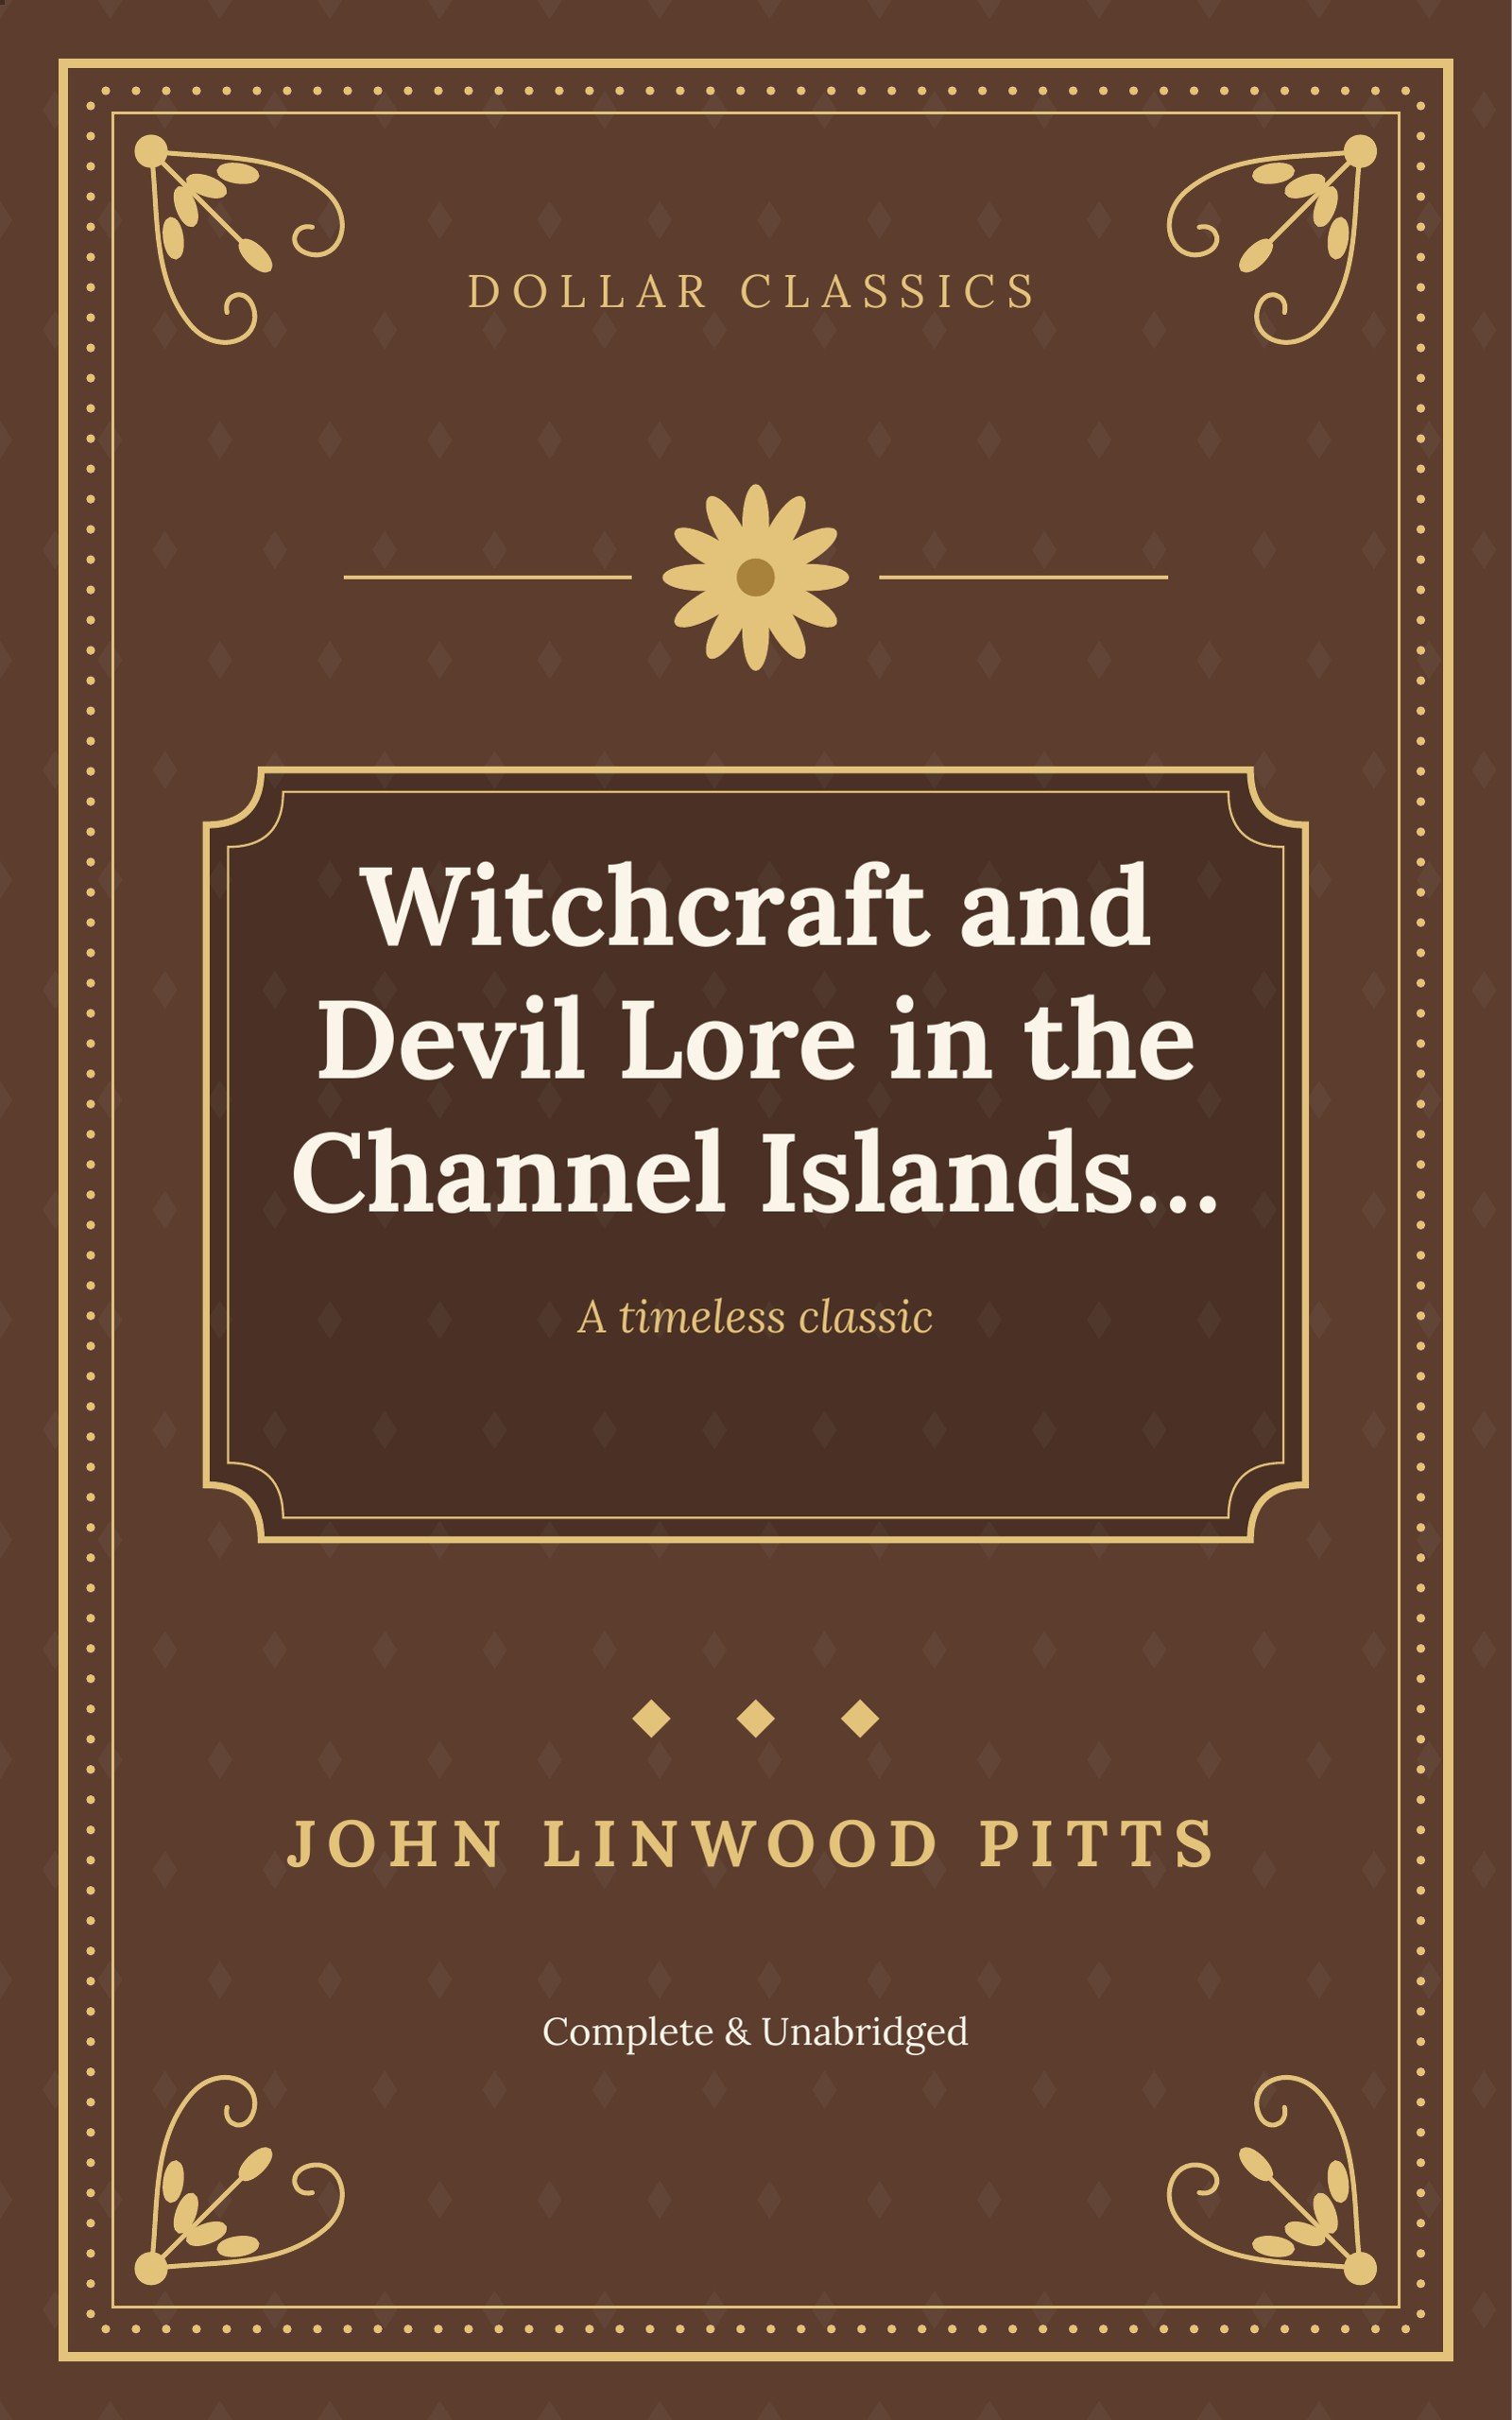 DOLLAR CLASSICS
Witchcraft and
Devil Lore in the
Channel Islands...
A timeless classic
JOHN LINWOOD PITTS
Complete & Unabridged